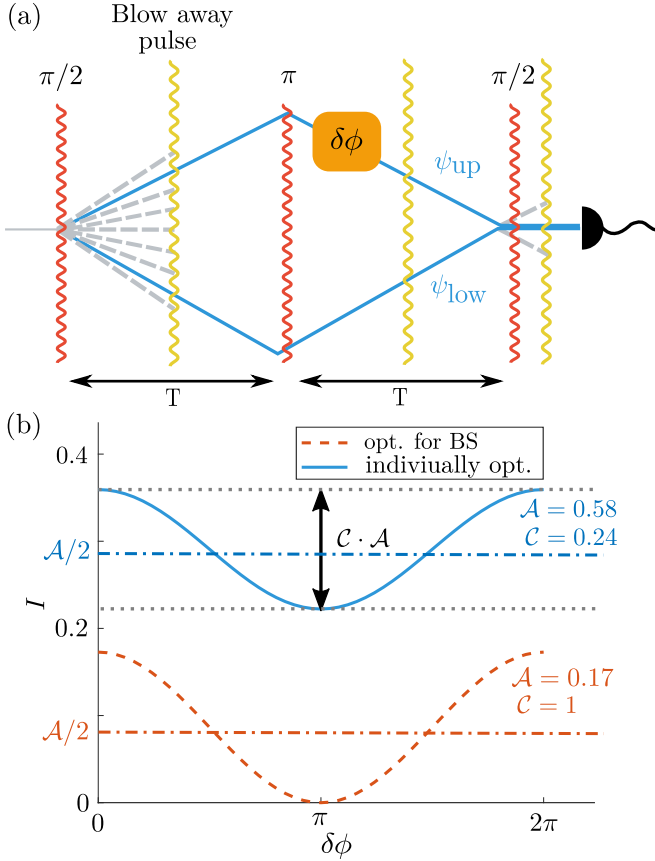 (a)
Blow away
pulse
π/2
π
π/2
δϕ
ψup
ψlow
T
T
(b)
opt. for BS
indiviually opt.
0.4
𝒜 = 0.58
𝒞 = 0.24
𝒞 · 𝒜
𝒜/2
I
0.2
𝒜 = 0.17
𝒞 = 1
𝒜/2
0
0
π
2π
δϕ